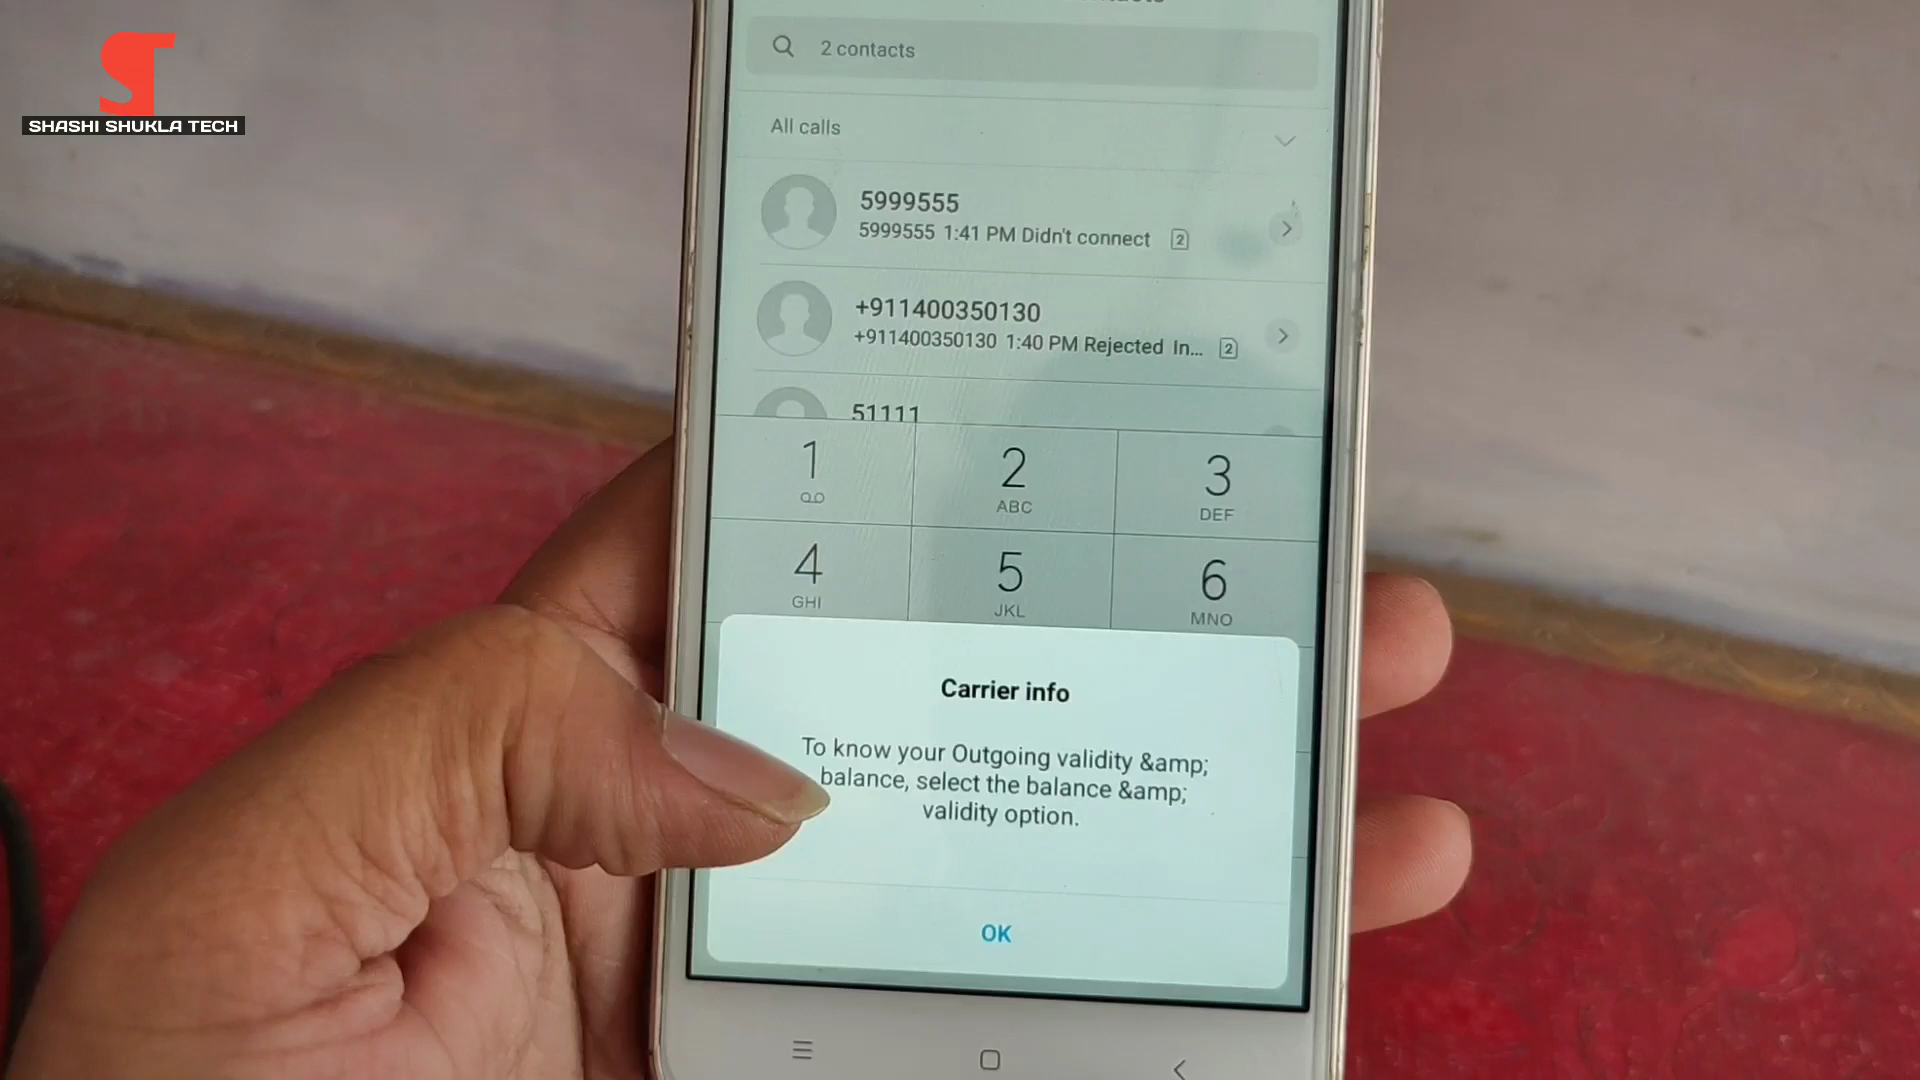 SHASHI SHUKLA TECH
2 contacts
All calls
5999555
5999555 1:41 PM Didn't connect 2
+911400350130
+911400350130 1:40 PM Rejected In... 2
51111
1
2
ABC
3
DEF
4
GHI
5
JKL
6
MNO
Carrier info
To know your Outgoing validity &amp;
balance, select the balance &amp;
validity option.
OK